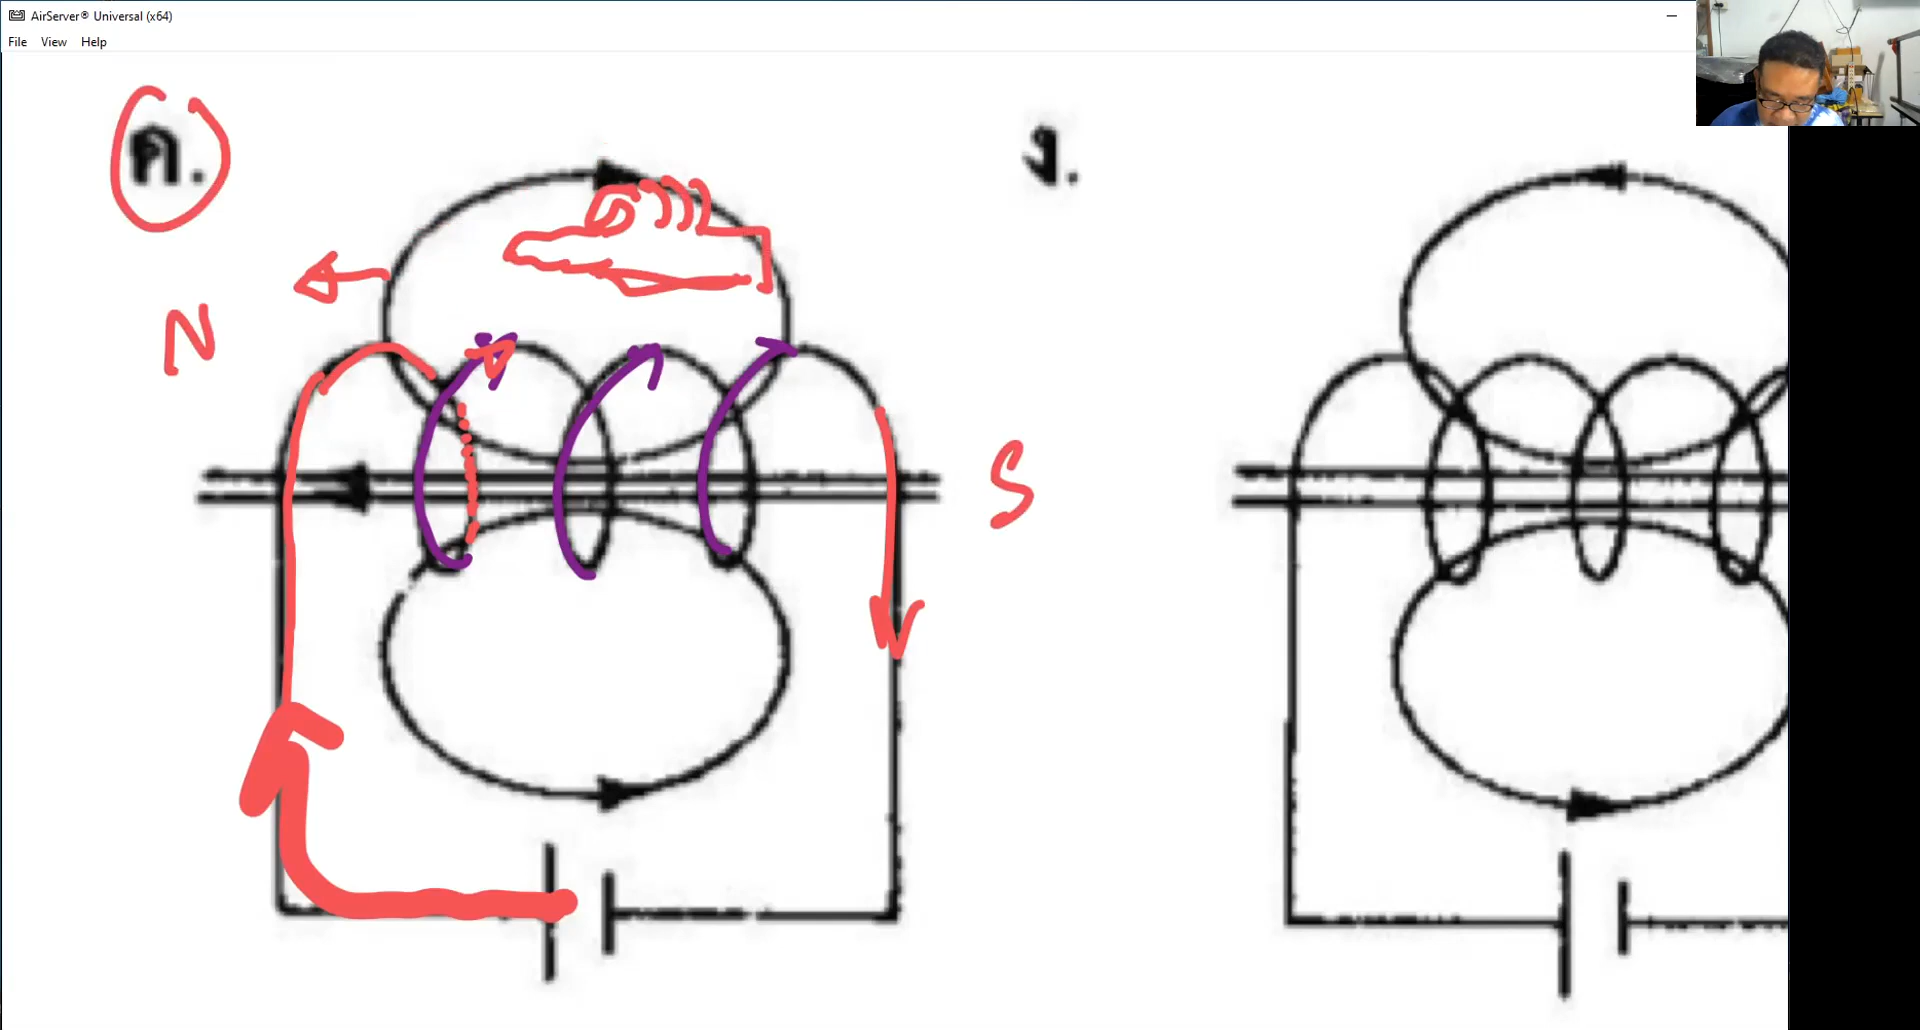 AirServer® Universal (x64)
File View Help
ค.
ง.
N
S